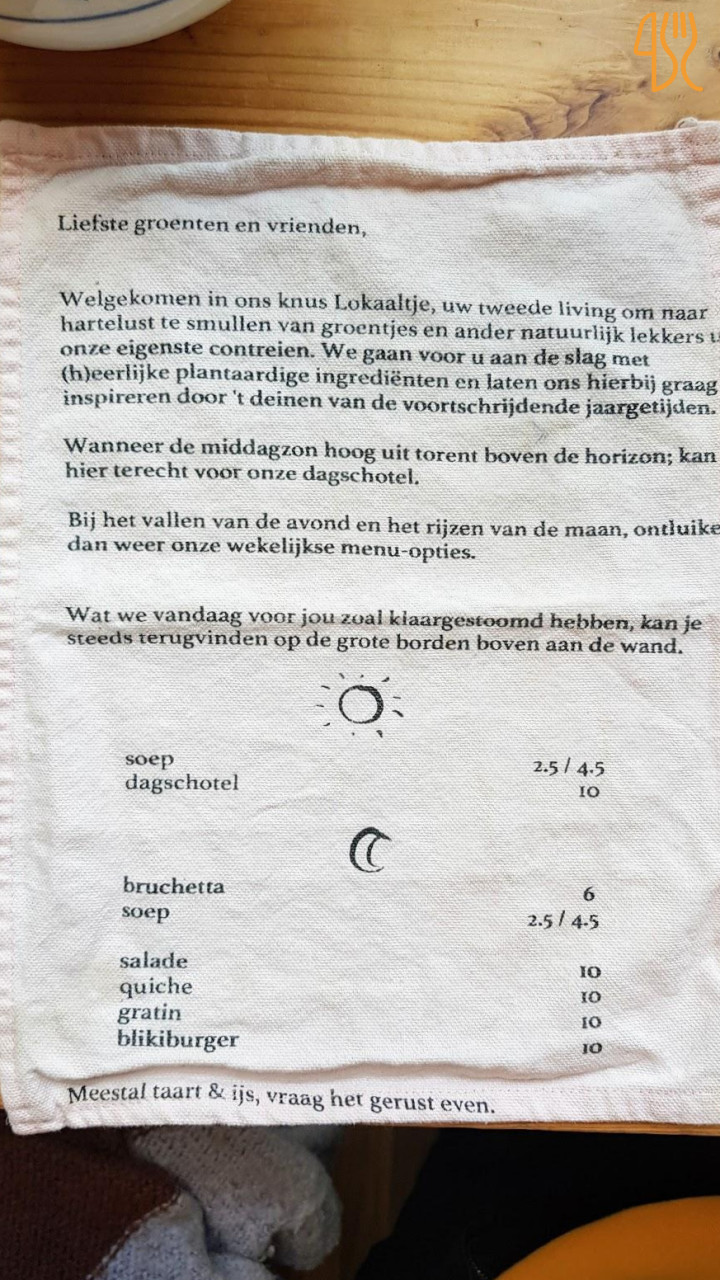 Liefste groenten en vrienden,
Welgekomen in ons knus Lokaaltje, uw tweede living om naar
hartelust te smullen van groentjes en ander natuurlijk lekkers
onze eigenste contreien. We gaan voor u aan de slag met
(h)eerlijke plantaardige ingrediënten en laten ons hierbij graag
inspireren door 't deinen van de voortschrijdende jaargetijden.
Wanneer de middagzon hoog uit torent boven de horizon; kan
hier terecht voor onze dagschotel.
Bij het vallen van de avond en het rijzen van de maan, ontluike
dan weer onze wekelijkse menu-opties.
Wat we vandaag voor jou zoal klaargestoomd hebben, kan je
steeds terugvinden op de grote borden boven aan de wand.
soep 2.5 / 4.5
dagschotel 10
bruchetta 6
soep 2.5 / 4.5
salade 10
quiche 10
gratin 10
blikiburger 10
Meestal taart & ijs, vraag het gerust even.